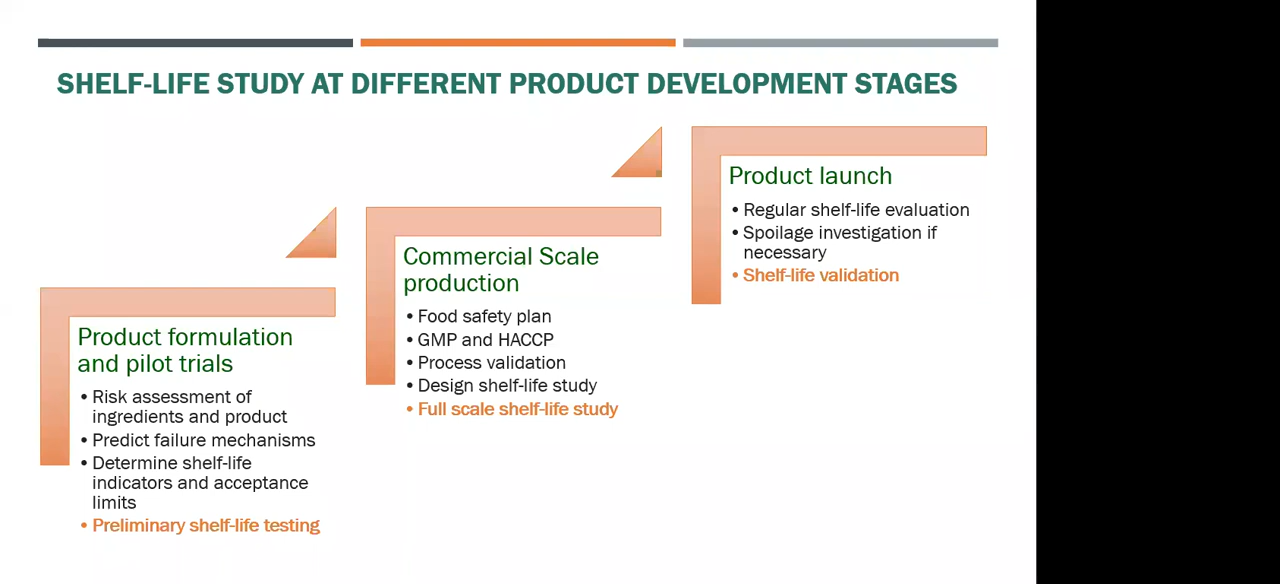 SHELF-LIFE STUDY AT DIFFERENT PRODUCT DEVELOPMENT STAGES
Product formulation
and pilot trials
• Risk assessment of
ingredients and product
• Predict failure mechanisms
• Determine shelf-life
indicators and acceptance
limits
• Preliminary shelf-life testing
Commercial Scale
production
• Food safety plan
• GMP and HACCP
• Process validation
• Design shelf-life study
• Full scale shelf-life study
Product launch
• Regular shelf-life evaluation
• Spoilage investigation if
necessary
• Shelf-life validation